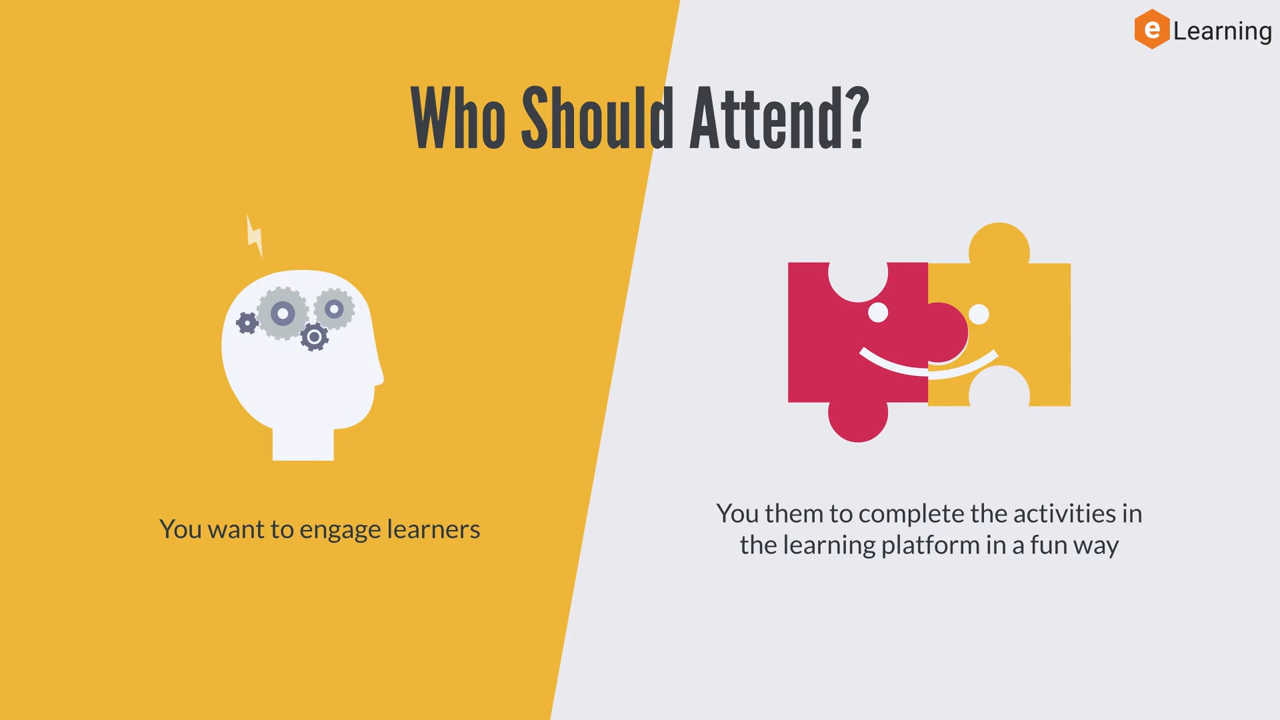 e Learning
Who Should Attend?
You want to engage learners
You them to complete the activities in
the learning platform in a fun way